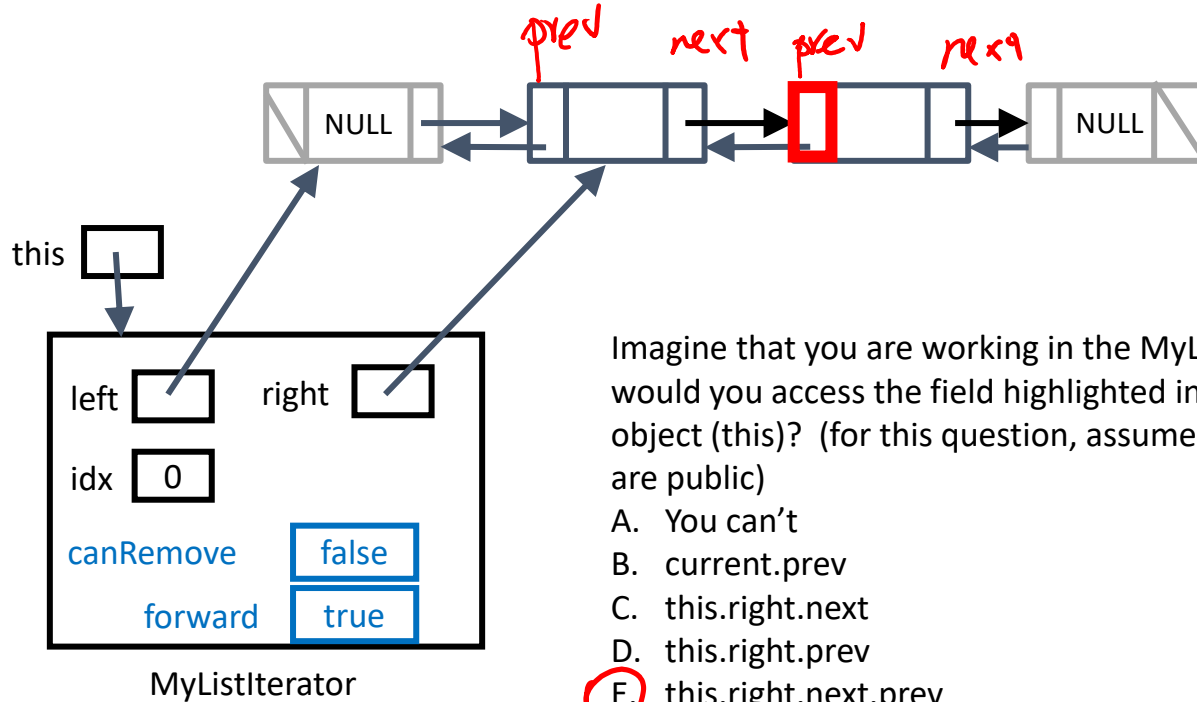 prev next prev next
NULL NULL
this
left right
idx 0
canRemove false
forward true
MyListIterator
Imagine that you are working in the MyL
would you access the field highlighted in
object (this)? (for this question, assume
are public)
A. You can’t
B. current.prev
C. this.right.next
D. this.right.prev
E. this.right.next.prev